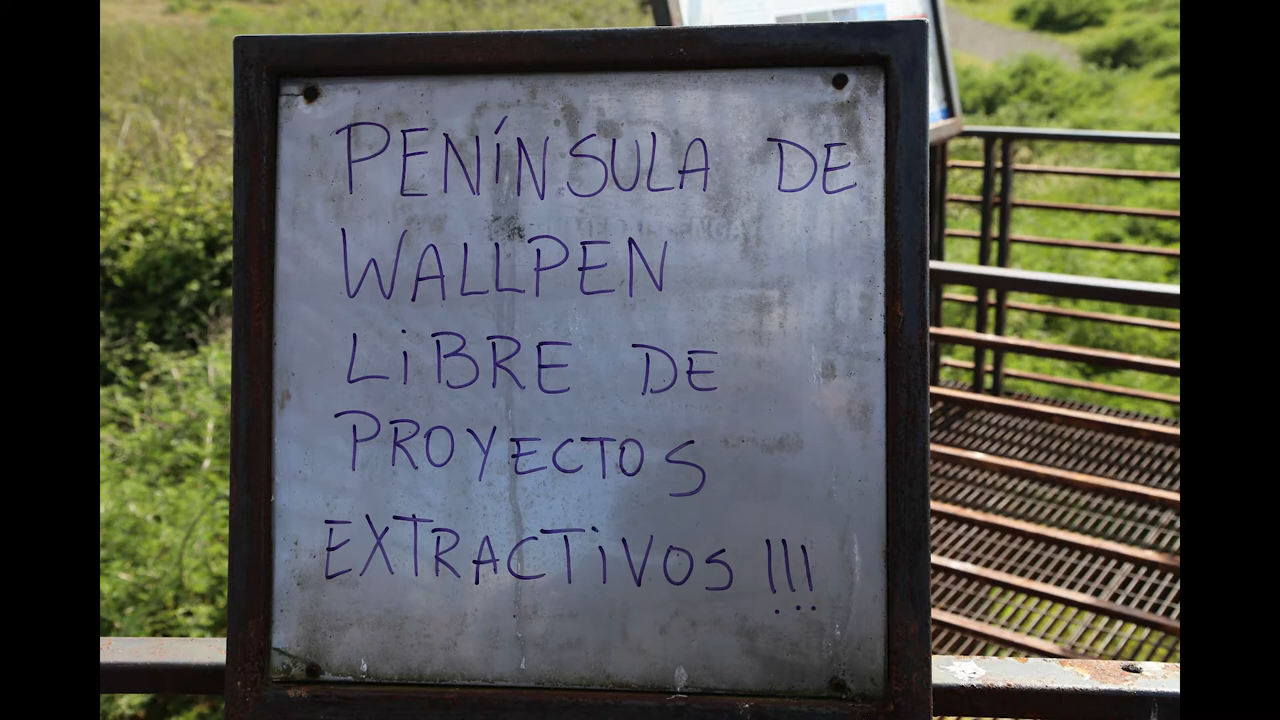 PENÍNSULA DE
WALLPEN
LiBRE DE
PROYECTOS
EXTRACTiVOS !!!